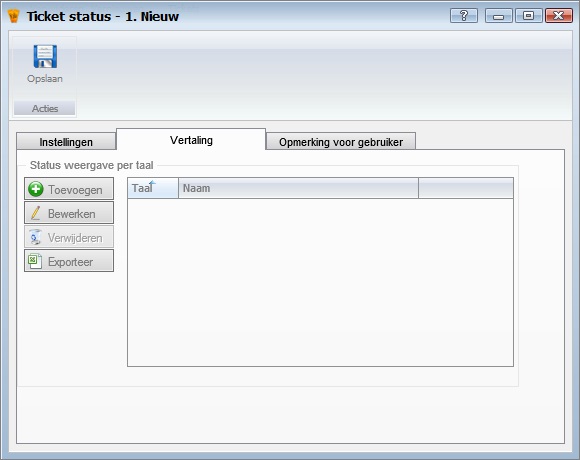 Ticket status - 1. Nieuw
?
Opslaan
Acties
Instellingen
Vertaling
Opmerking voor gebruiker
Status weergave per taal
Toevoegen
Bewerken
Verwijderen
Exporteer
Taal
Naam